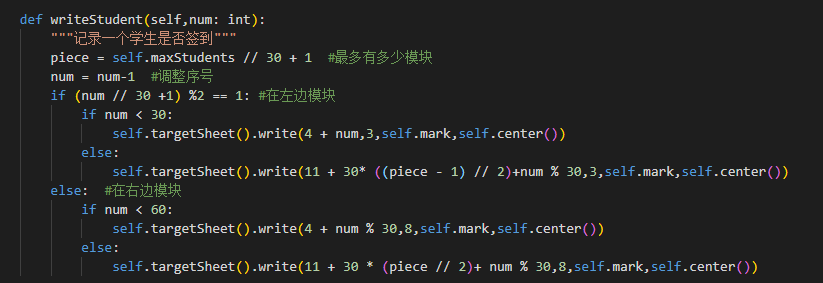 def writeStudent(self,num: int):
"""记录一个学生是否签到"""
piece = self.maxStudents // 30 + 1  #最多有多少模块
num = num-1  #调整序号
if (num // 30 +1) %2 == 1: #在左边模块
if num < 30:
self.targetSheet().write(4 + num,3,self.mark,self.center())
else:
self.targetSheet().write(11 + 30* ((piece - 1) // 2)+num % 30,3,self.mark,self.center())
else:  #在右边模块
if num < 60:
self.targetSheet().write(4 + num % 30,8,self.mark,self.center())
else:
self.targetSheet().write(11 + 30 * (piece // 2)+ num % 30,8,self.mark,self.center())